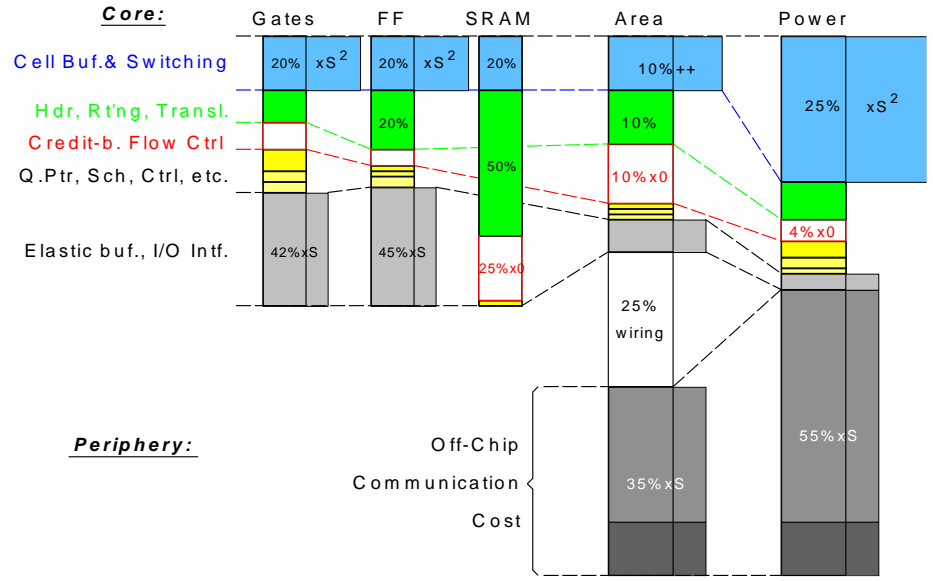 Core: Gates FF SRAM Area Power
Cell Buf.& Switching 20% xS² 20% xS² 20% 10%++ 25% xS²
Hdr, Rt'ng, Transl. 20% 10%
Credit-b. Flow Ctrl
50%
Q.Ptr, Sch, Ctrl, etc. 10%x0
4%x0
Elastic buf., I/O Intf. 42%xS 45%xS 25%x0
25%
wiring
Periphery: Off-Chip 55%xS
Communication 35%xS
Cost